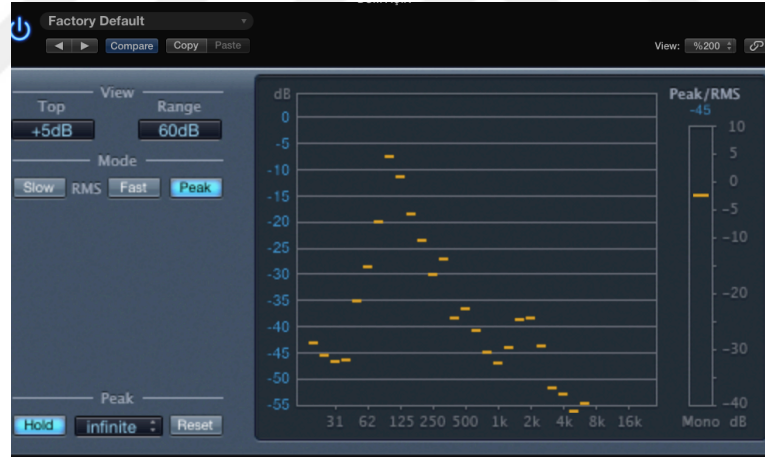 Factory Default
Compare Copy Paste
View: %200
View
Top Range
+5dB 60dB
Mode
Slow RMS Fast Peak
Peak
Hold infinite Reset
dB
0
-5
-10
-15
-20
-25
-30
-35
-40
-45
-50
-55
31 62 125 250 500 1k 2k 4k 8k 16k
Peak/RMS
-45
10
5
0
-5
-10
-20
-30
-40
Mono dB